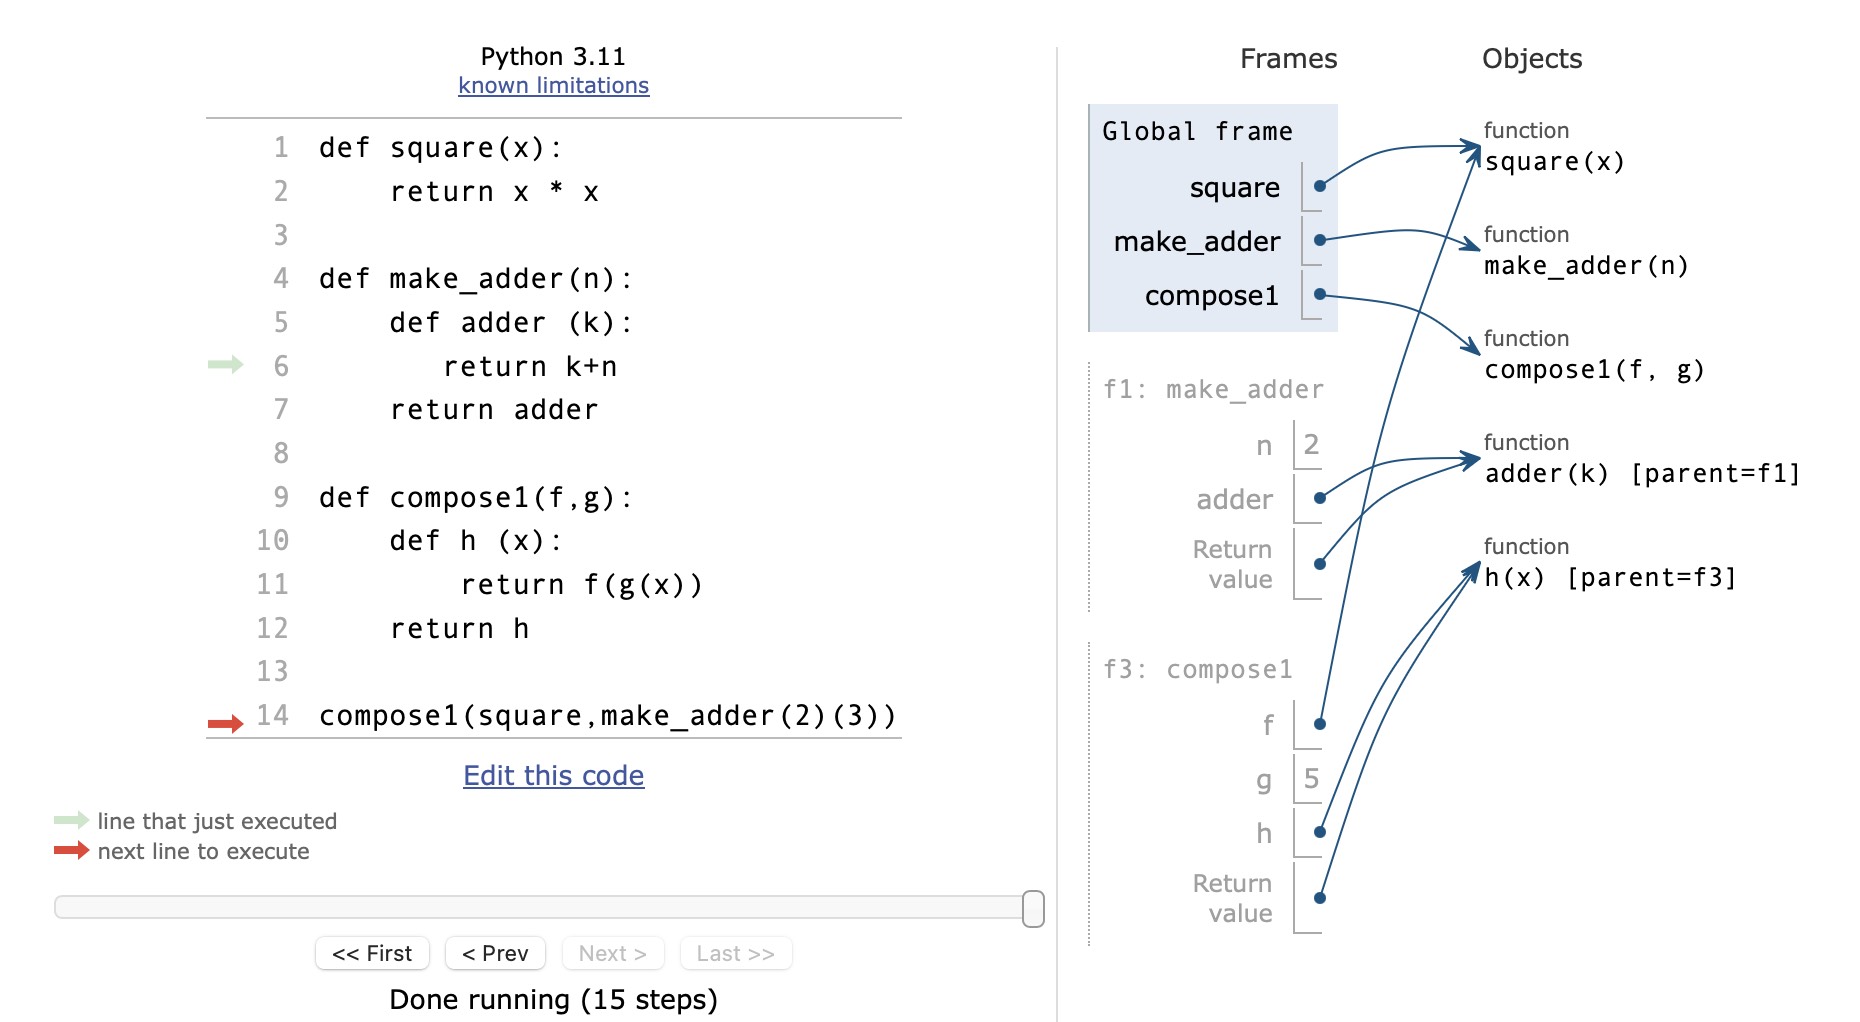 Python 3.11
known limitations
1 def square(x):
2     return x * x
3
4 def make_adder(n):
5     def adder (k):
6        return k+n
7     return adder
8
9 def compose1(f,g):
10     def h (x):
11         return f(g(x))
12     return h
13
14 compose1(square,make_adder(2)(3))
Edit this code
line that just executed
next line to execute
<< First < Prev Next > Last >>
Done running (15 steps)
Frames Objects
Global frame
square
make_adder
compose1
f1: make_adder
n 2
adder
Return
value
f3: compose1
f
g 5
h
Return
value
function
square(x)
function
make_adder(n)
function
compose1(f, g)
function
adder(k) [parent=f1]
function
h(x) [parent=f3]